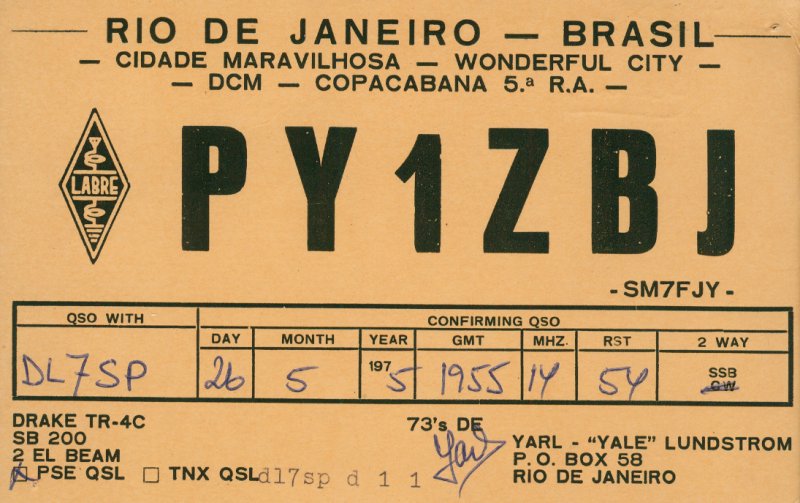 RIO DE JANEIRO — BRASIL
— CIDADE MARAVILHOSA — WONDERFUL CITY —
— DCM — COPACABANA 5.ª R.A. —
LABRE
PY1ZBJ
- SM7FJY -
QSO WITH CONFIRMING QSO
DAY MONTH YEAR GMT MHZ. RST 2 WAY
DL7SP 26 5 1975 1955 14 54 SSB
CW
DRAKE TR-4C 73's DE
SB 200 Yarl YARL - "YALE" LUNDSTROM
2 EL BEAM P.O. BOX 58
☒ PSE QSL ☐ TNX QSL dl7sp d 1 1 RIO DE JANEIRO